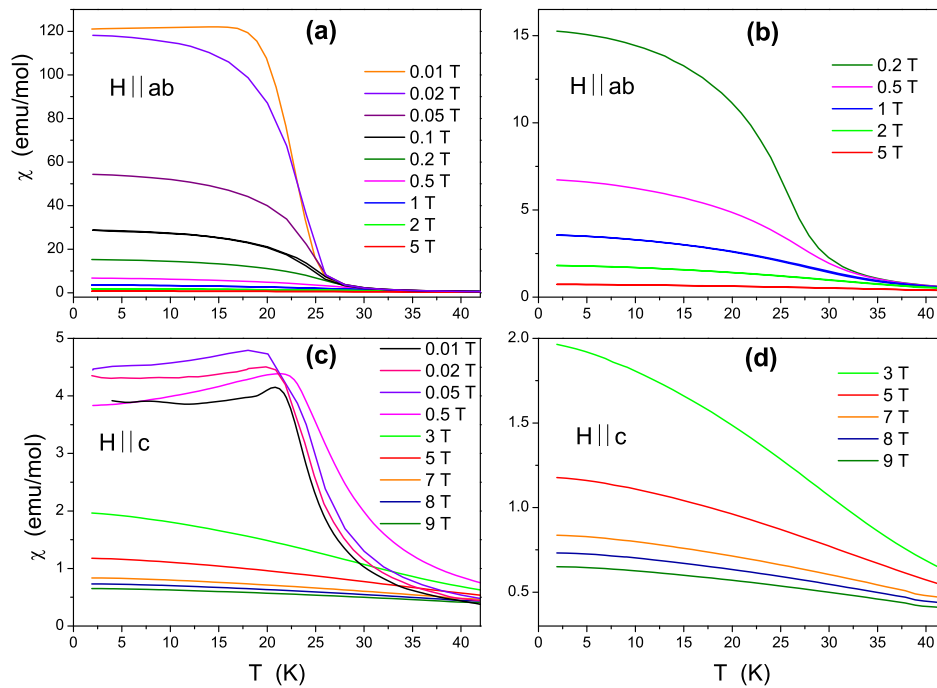 (a)
H||ab
0.01 T
0.02 T
0.05 T
0.1 T
0.2 T
0.5 T
1 T
2 T
5 T
χ (emu/mol)
120
100
80
60
40
20
0
0 5 10 15 20 25 30 35 40
(b)
H||ab
0.2 T
0.5 T
1 T
2 T
5 T
15
10
5
0
0 5 10 15 20 25 30 35 40
(c)
H||c
0.01 T
0.02 T
0.05 T
0.5 T
3 T
5 T
7 T
8 T
9 T
χ (emu/mol)
5
4
3
2
1
0
0 5 10 15 20 25 30 35 40
T (K)
(d)
H||c
3 T
5 T
7 T
8 T
9 T
2.0
1.5
1.0
0.5
0 5 10 15 20 25 30 35 40
T (K)